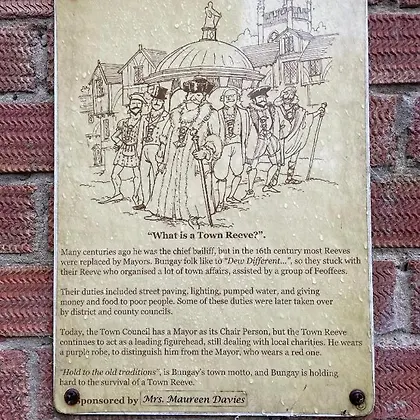 "What is a Town Reeve?".
Many centuries ago he was the chief bailiff, but in the 16th century most Reeves
were replaced by Mayors. Bungay folk like to "Dew Different...", so they stuck with
their Reeve who organised a lot of town affairs, assisted by a group of Feoffees.
Their duties included street paving, lighting, pumped water, and giving
money and food to poor people. Some of these duties were later taken over
by district and county councils.
Today, the Town Council has a Mayor as its Chair Person, but the Town Reeve
continues to act as a leading figurehead, still dealing with local charities. He wears
a purple robe, to distinguish him from the Mayor, who wears a red one.
"Hold to the old traditions", is Bungay's town motto, and Bungay is holding
hard to the survival of a Town Reeve.
Sponsored by Mrs. Maureen Davies